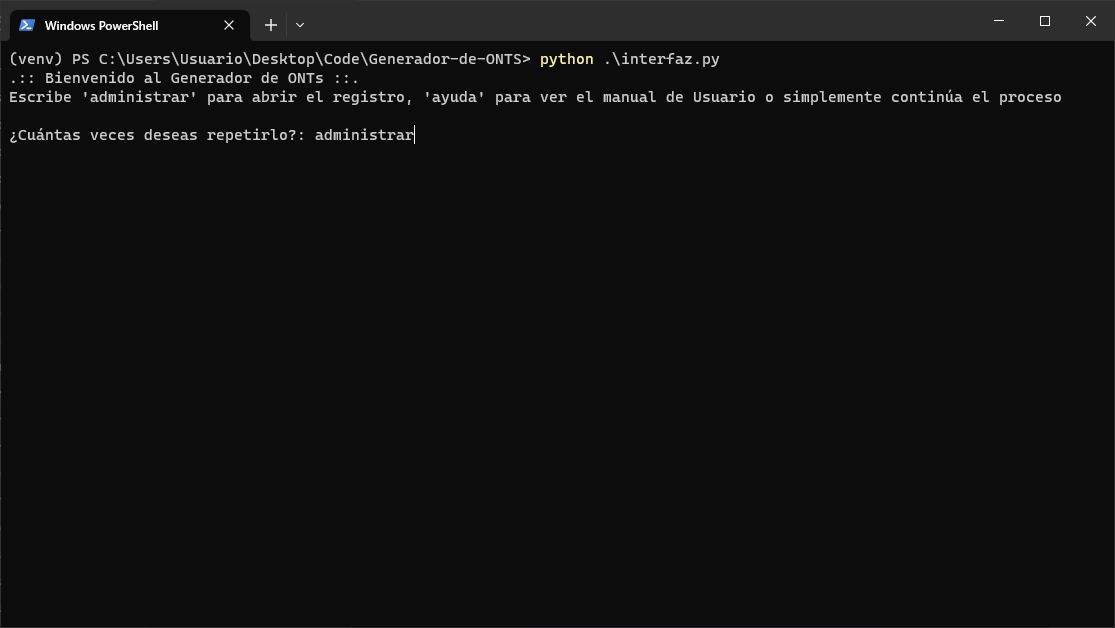 Windows PowerShell
(venv) PS C:\Users\Usuario\Desktop\Code\Generador-de-ONTS> python .\interfaz.py
.:: Bienvenido al Generador de ONTs ::.
Escribe 'administrar' para abrir el registro, 'ayuda' para ver el manual de Usuario o simplemente continúa el proceso
¿Cuántas veces deseas repetirlo?: administrar